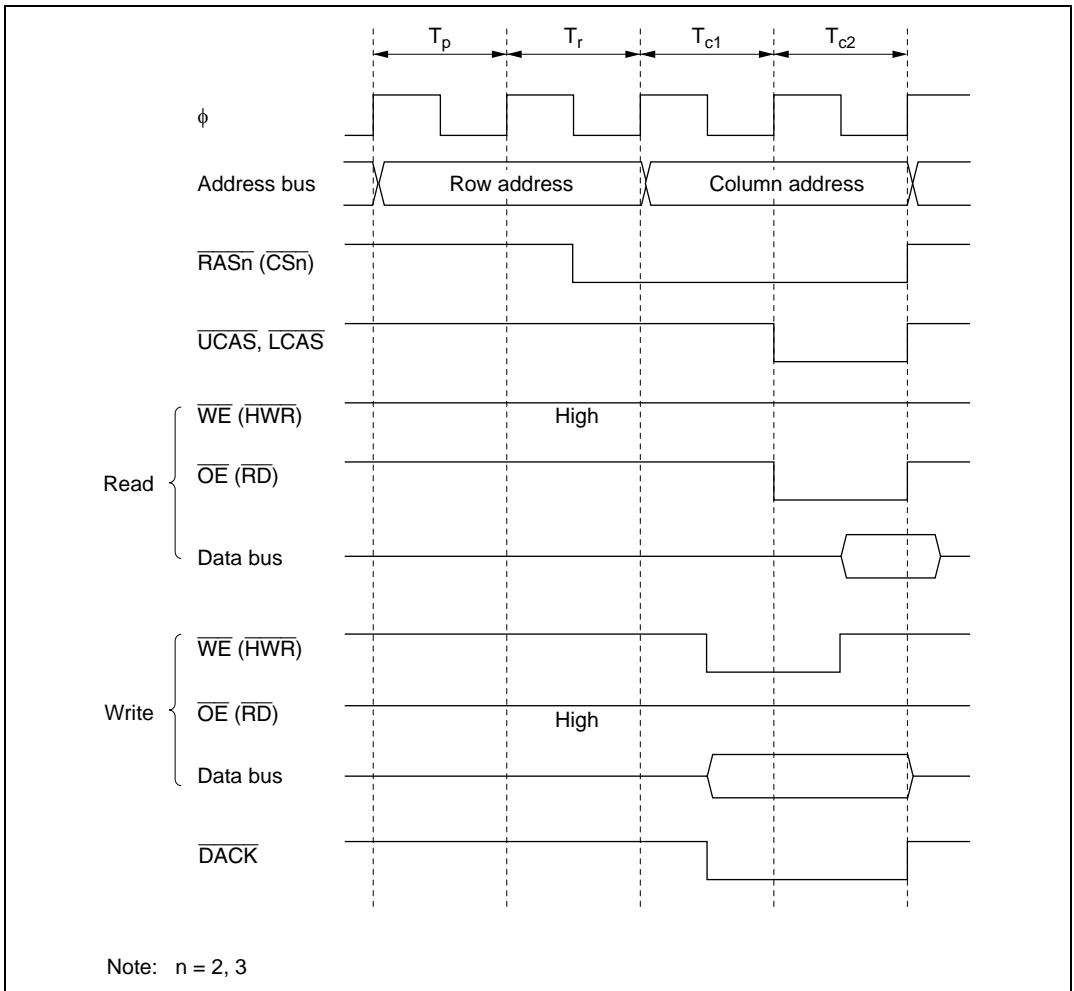 Tp Tr Tc1 Tc2
φ
Address bus Row address Column address
RASn (CSn)
UCAS, LCAS
WE (HWR) High
Read OE (RD)
Data bus
WE (HWR)
Write OE (RD) High
Data bus
DACK
Note: n = 2, 3